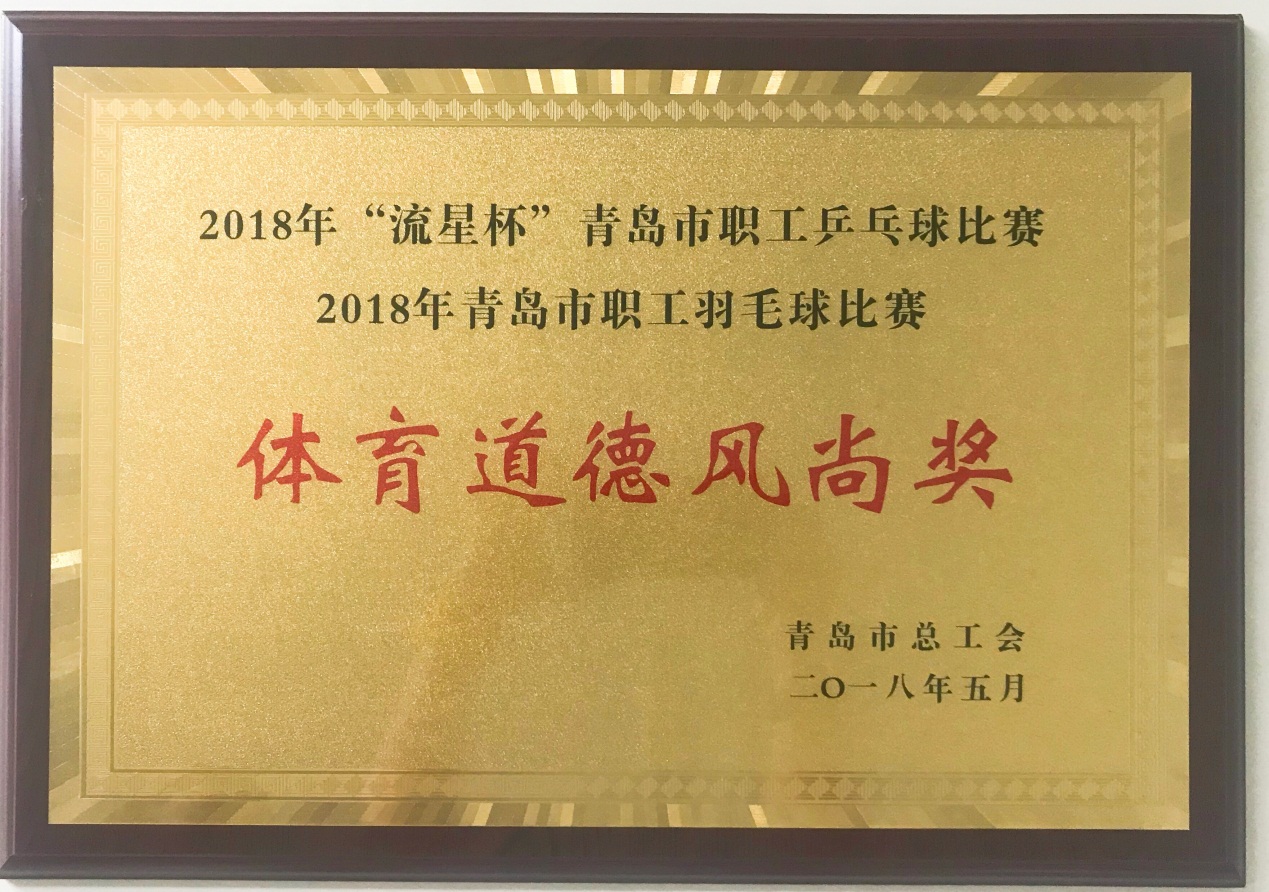 2018年“流星杯”青岛市职工乒乓球比赛
2018年青岛市职工羽毛球比赛
体育道德风尚奖
青岛市总工会
二〇一八年五月